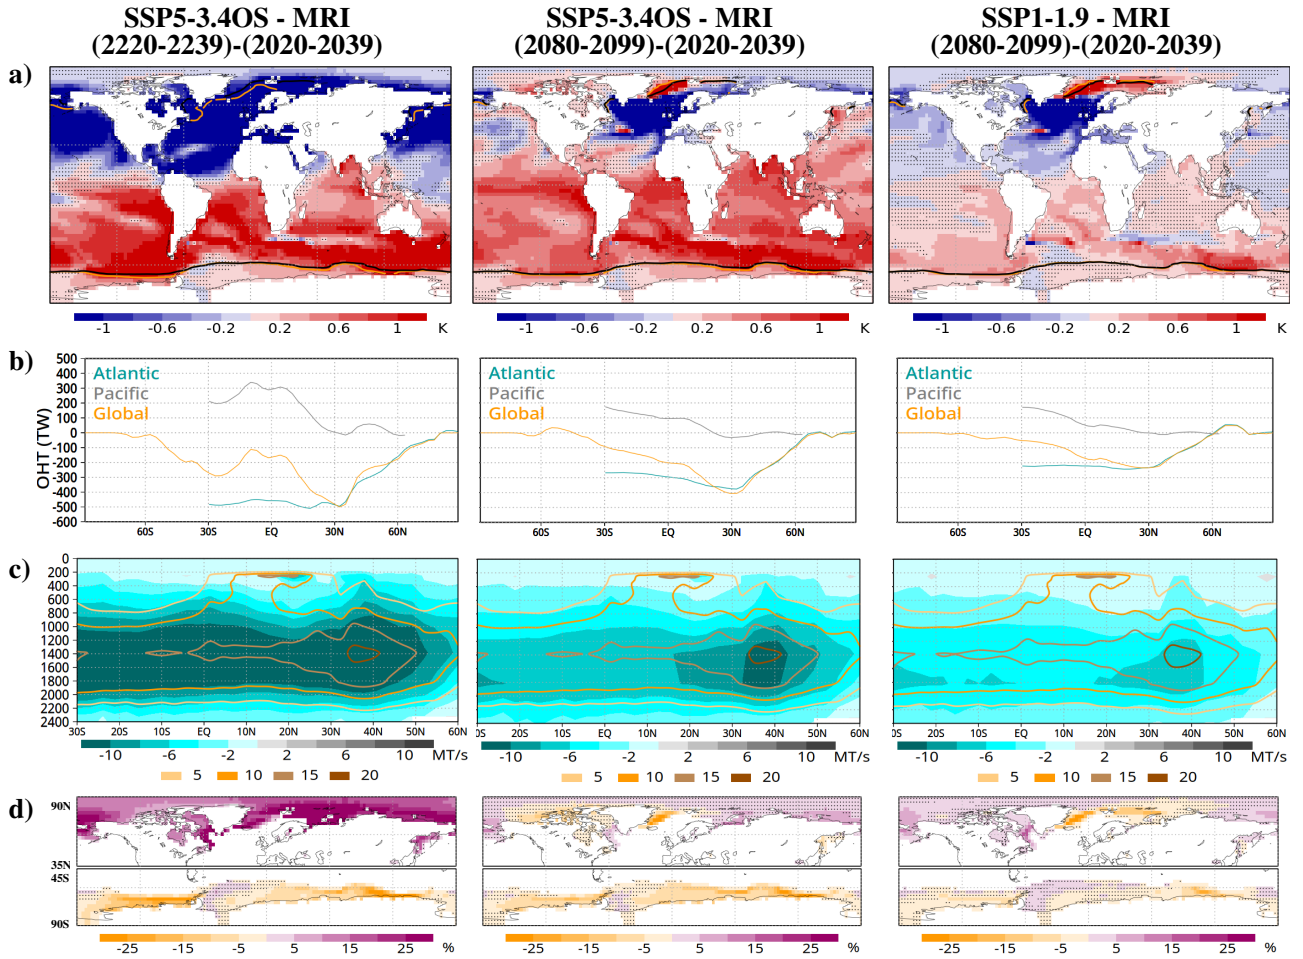 SSP5-3.4OS - MRI
(2220-2239)-(2020-2039)
SSP5-3.4OS - MRI
(2080-2099)-(2020-2039)
SSP1-1.9 - MRI
(2080-2099)-(2020-2039)
a)
-1 -0.6 -0.2 0.2 0.6 1 K
-1 -0.6 -0.2 0.2 0.6 1 K
-1 -0.6 -0.2 0.2 0.6 1 K
b)
OHT (TW)
500
400
300
200
100
0
-100
-200
-300
-400
-500
-600
Atlantic
Pacific
Global
60S 30S EQ 30N 60N
Atlantic
Pacific
Global
60S 30S EQ 30N 60N
Atlantic
Pacific
Global
60S 30S EQ 30N 60N
c)
0
200
400
600
800
1000
1200
1400
1600
1800
2000
2200
2400
30S 20S 10S EQ 10N 20N 30N 40N 50N 60N
0S 20S 10S EQ 10N 20N 30N 40N 50N 60N
0S 20S 10S EQ 10N 20N 30N 40N 50N 60N
-10 -6 -2 2 6 10 MT/s
-10 -6 -2 2 6 10 MT/s
-10 -6 -2 2 6 10 MT/s
5 10 15 20
5 10 15 20
5 10 15 20
d)
90N
35N
45S
90S
-25 -15 -5 5 15 25 %
-25 -15 -5 5 15 25 %
-25 -15 -5 5 15 25 %